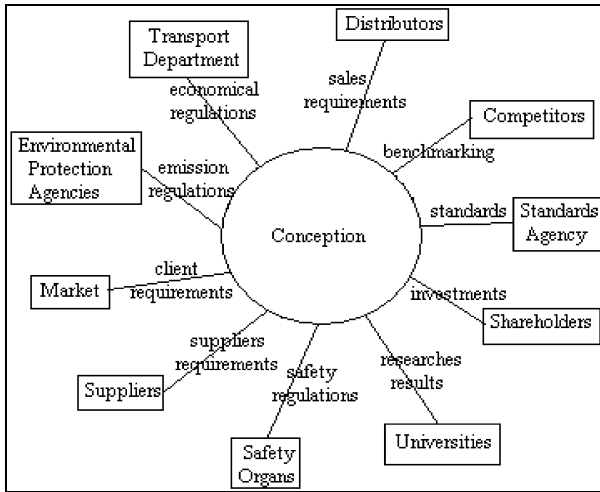 Distributors
Transport
Department
sales
requirements
economical
regulations
Competitors
benchmarking
Environmental
Protection
Agencies
emission
regulations
standards
Standards
Agency
Conception
client
requirements
Market
investments
Shareholders
suppliers
requirements
Suppliers
safety
regulations
researches
results
Safety
Organs
Universities